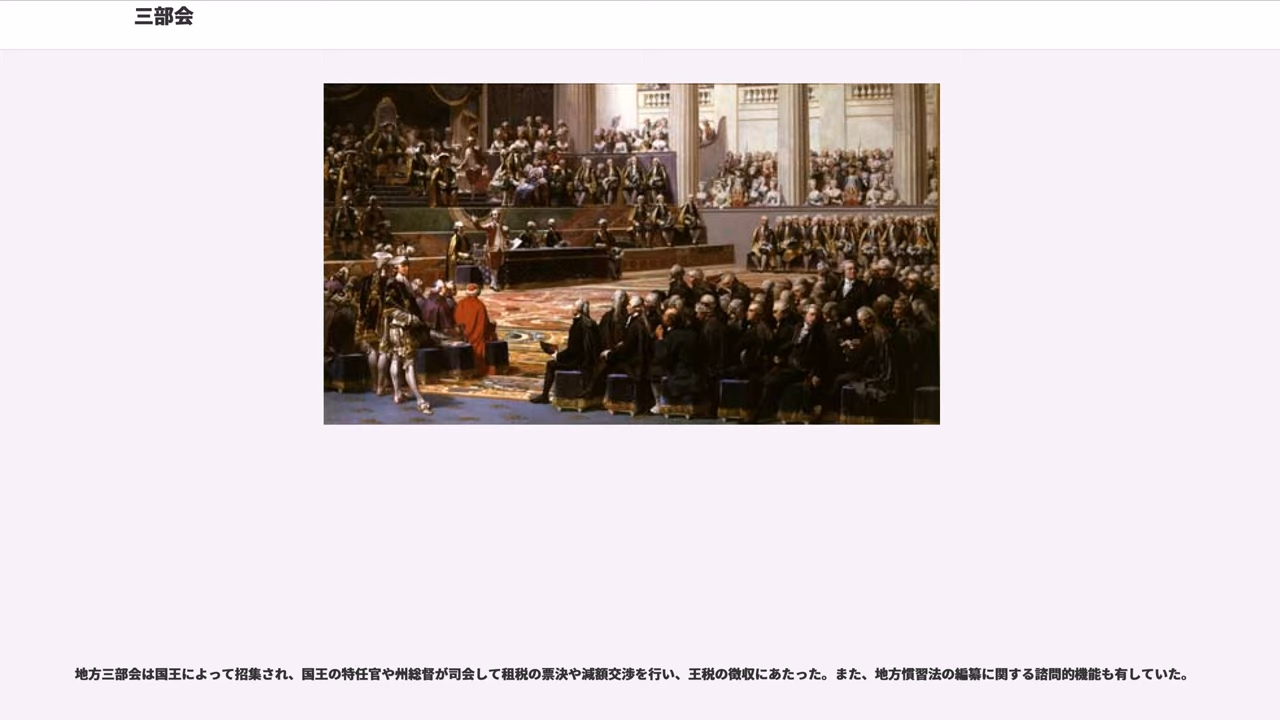 三部会
地方三部会は国王によって招集され、国王の特任官や州総督が司会して租税の票決や減額交渉を行い、王税の徴収にあたった。また、地方慣習法の編纂に関する諮問的機能も有していた。